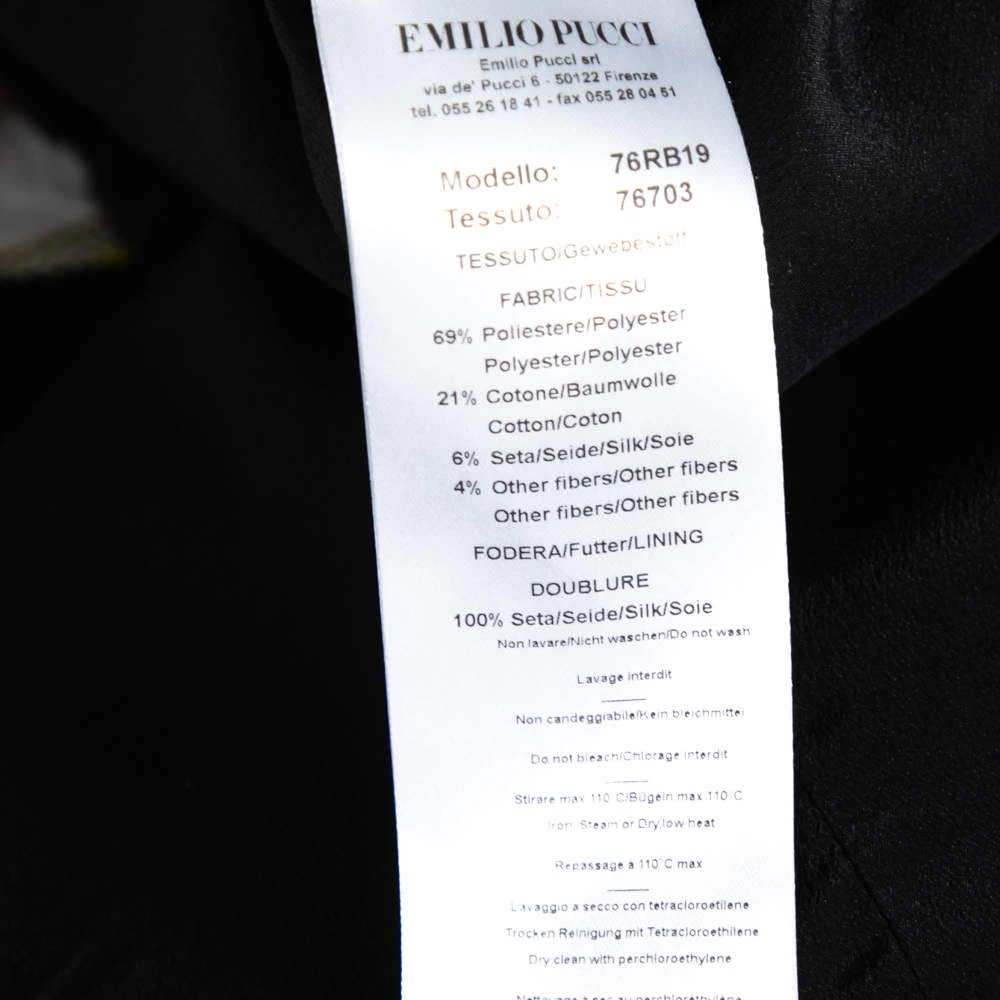 EMILIO PUCCI
Emilio Pucci srl
via de' Pucci 6 - 50122 Firenze
tel. 055 26 18 41 - fax 055 28 04 51
Modello: 76RB19
Tessuto: 76703
TESSUTO/Gewebestoff
FABRIC/TISSU
69% Poliestere/Polyester
Polyester/Polyester
21% Cotone/Baumwolle
Cotton/Coton
6% Seta/Seide/Silk/Soie
4% Other fibers/Other fibers
Other fibers/Other fibers
FODERA/Futter/LINING
DOUBLURE
100% Seta/Seide/Silk/Soie
Non lavare/Nicht waschen/Do not wash
Lavage interdit
Non candeggiabile/Kein bleichmittel
Do not bleach/Chlorage interdit
Stirare max 110°C/Bügeln max 110°C
Iron, Steam or Dry,low heat
Repassage a 110°C max
Lavaggio a secco con tetracloroetilene
Trocken Reinigung mit Tetracloroethilene
Dry clean with perchloroethylene
Nettoyage à sec au perchloréthylène